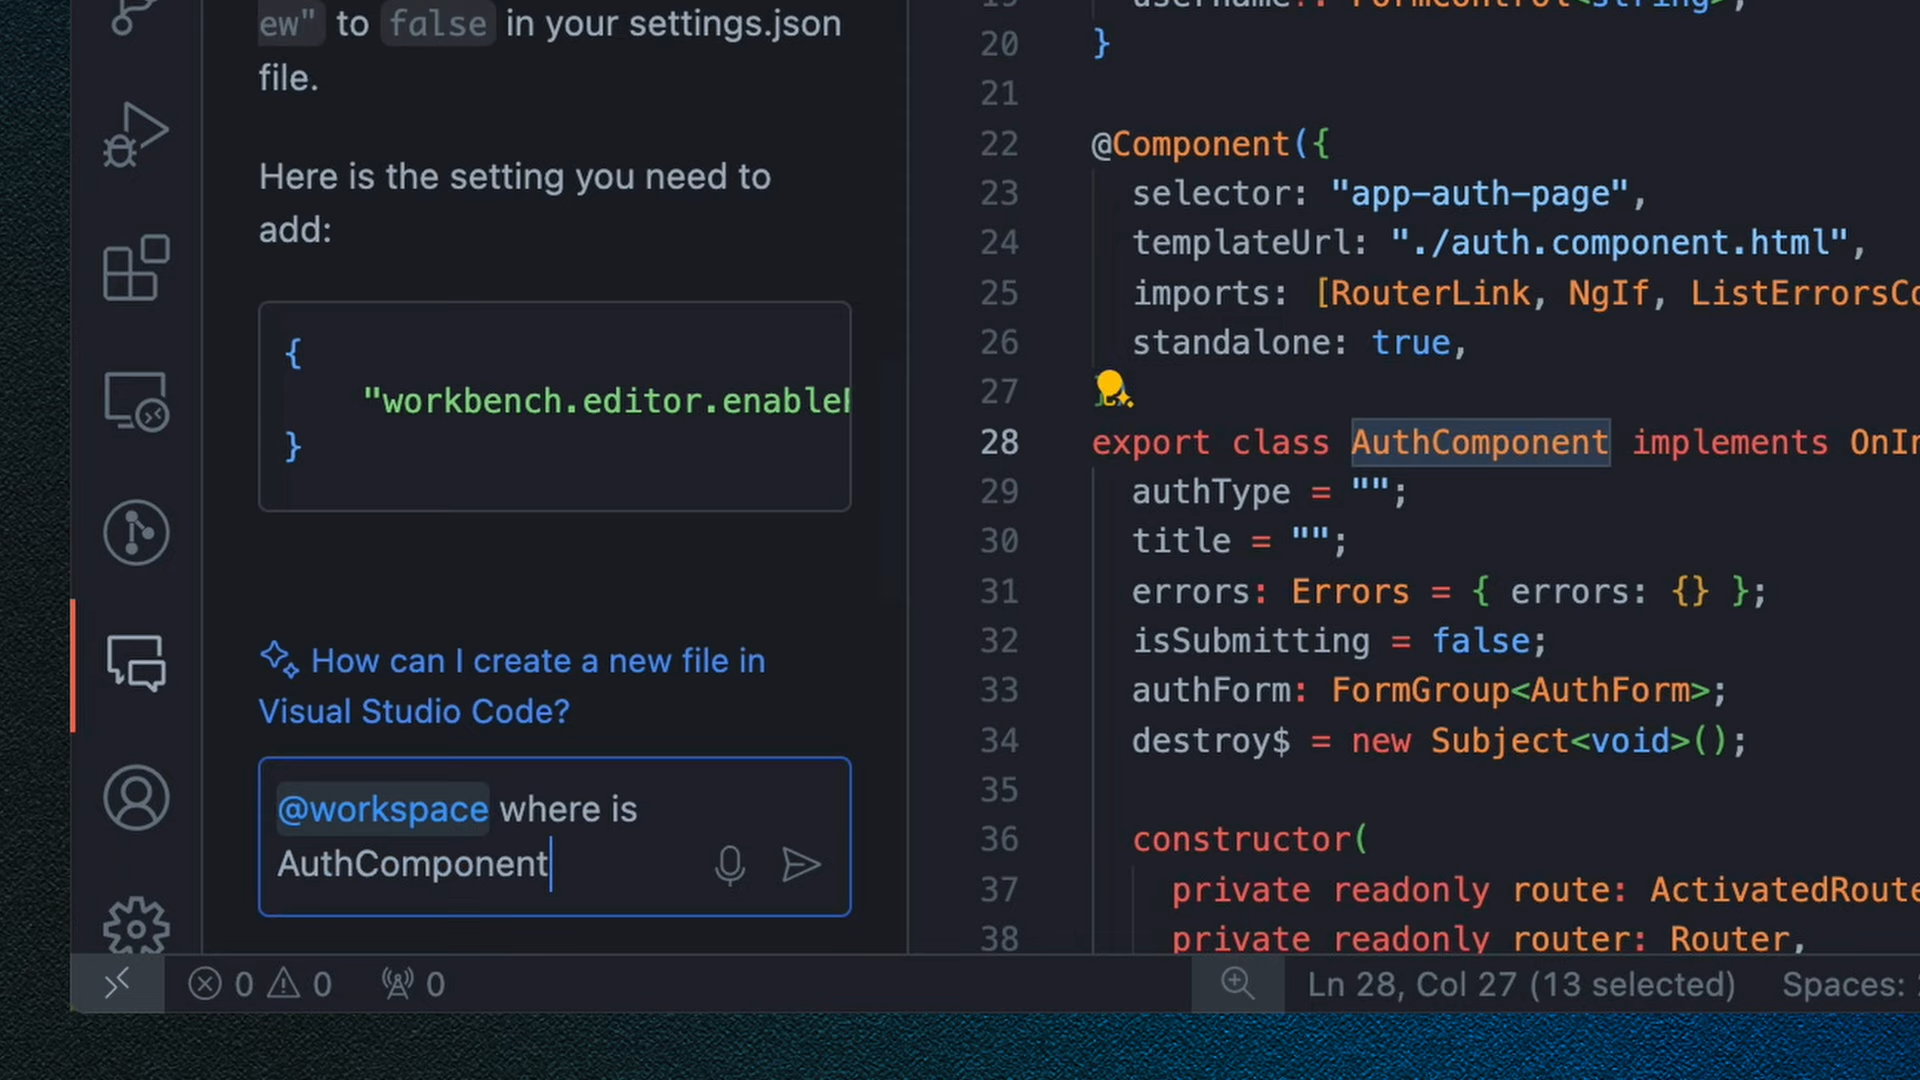 ew" to false in your settings.json
file.
Here is the setting you need to
add:
{
"workbench.editor.enable
}
How can I create a new file in
Visual Studio Code?
@workspace where is
AuthComponent
0 0 0
20 }
21
22 @Component({
23 selector: "app-auth-page",
24 templateUrl: "./auth.component.html",
25 imports: [RouterLink, NgIf, ListErrorsCo
26 standalone: true,
27
28 export class AuthComponent implements OnIn
29 authType = "";
30 title = "";
31 errors: Errors = { errors: {} };
32 isSubmitting = false;
33 authForm: FormGroup<AuthForm>;
34 destroy$ = new Subject<void>();
35
36 constructor(
37 private readonly route: ActivatedRoute
38 private readonly router: Router,
Ln 28, Col 27 (13 selected) Spaces: